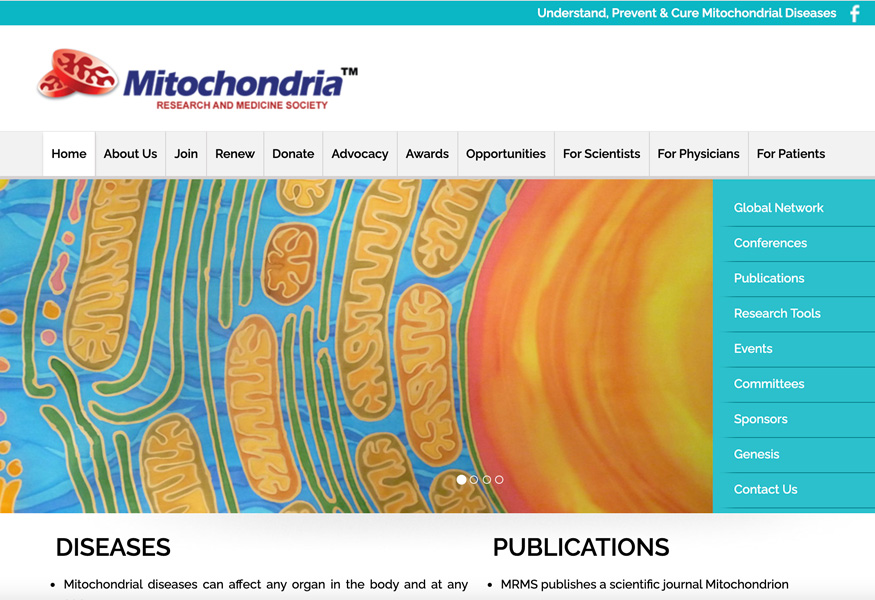 Understand, Prevent & Cure Mitochondrial Diseases f
Mitochondria™
RESEARCH AND MEDICINE SOCIETY
Home About Us Join Renew Donate Advocacy Awards Opportunities For Scientists For Physicians For Patients
Global Network
Conferences
Publications
Research Tools
Events
Committees
Sponsors
Genesis
Contact Us
DISEASES
• Mitochondrial diseases can affect any organ in the body and at any
PUBLICATIONS
• MRMS publishes a scientific journal Mitochondrion